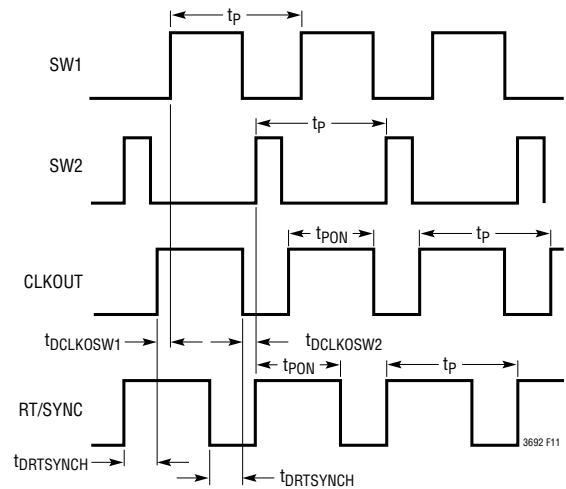 tP
SW1
tP
SW2
tPON
tP
CLKOUT
tDCLKOSW1
tDCLKOSW2
tPON
tP
RT/SYNC
3692 F11
tDRTSYNCH
tDRTSYNCH